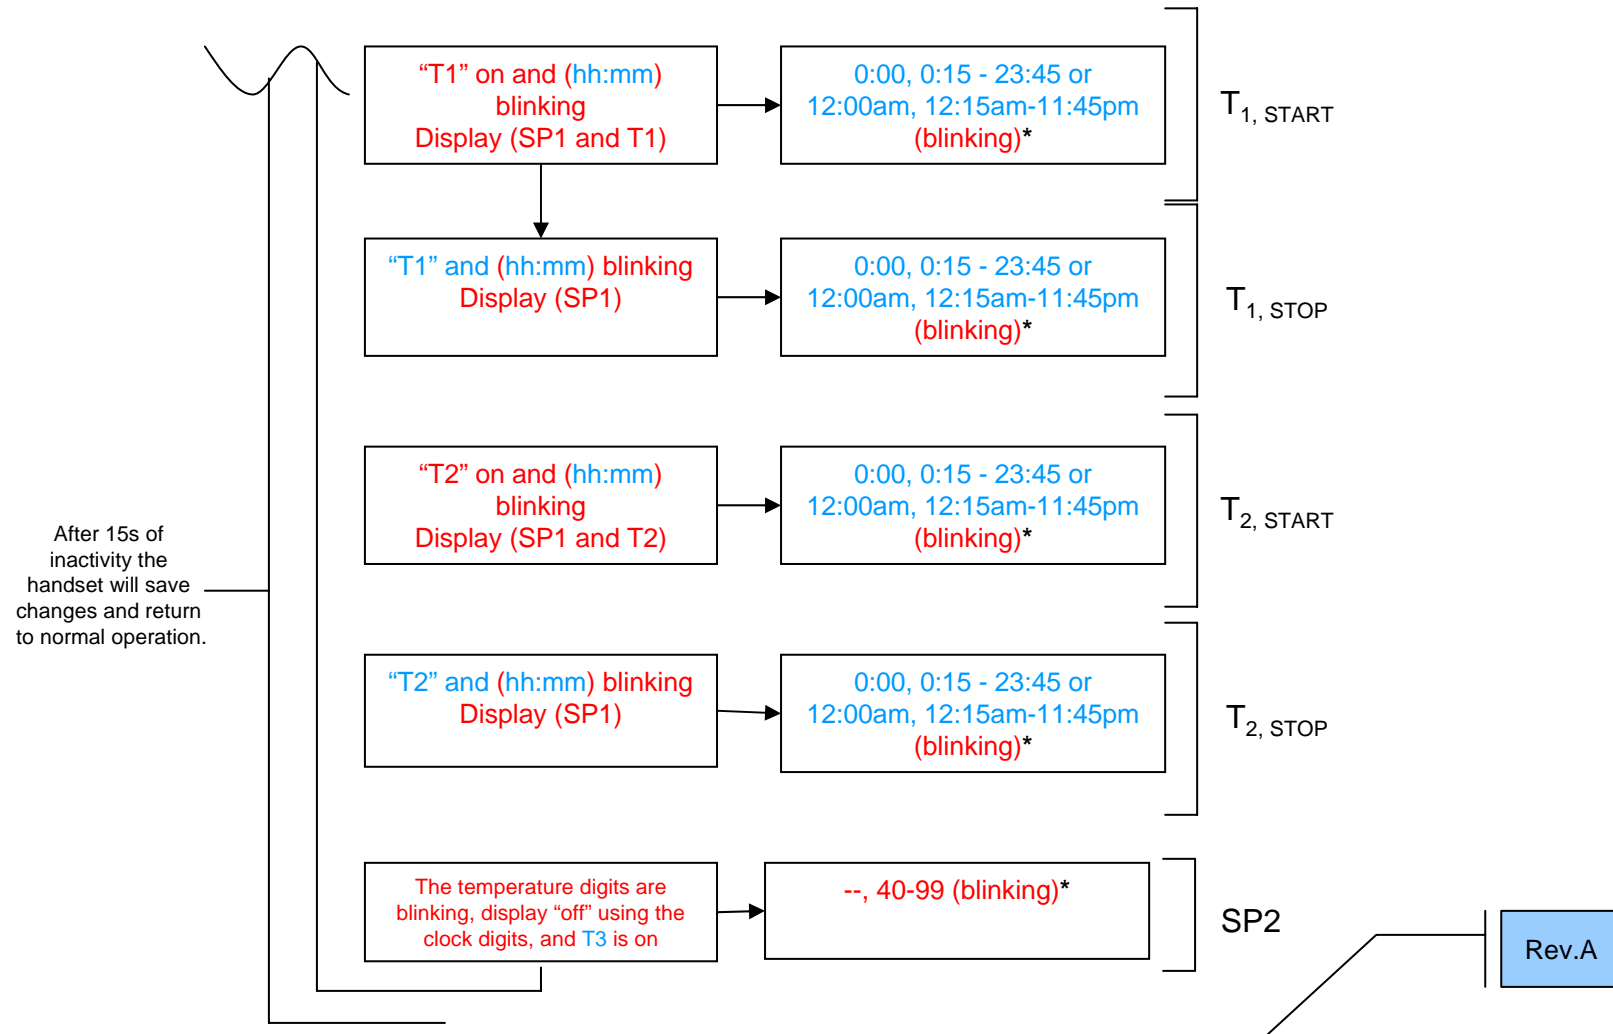 “T1” on and (hh:mm)
blinking
Display (SP1 and T1)
0:00, 0:15 - 23:45 or
12:00am, 12:15am-11:45pm
(blinking)*
T1, START
“T1” and (hh:mm) blinking
Display (SP1)
0:00, 0:15 - 23:45 or
12:00am, 12:15am-11:45pm
(blinking)*
T1, STOP
“T2” on and (hh:mm)
blinking
Display (SP1 and T2)
0:00, 0:15 - 23:45 or
12:00am, 12:15am-11:45pm
(blinking)*
T2, START
After 15s of
inactivity the
handset will save
changes and return
to normal operation.
“T2” and (hh:mm) blinking
Display (SP1)
0:00, 0:15 - 23:45 or
12:00am, 12:15am-11:45pm
(blinking)*
T2, STOP
The temperature digits are
blinking, display “off” using the
clock digits, and T3 is on
--, 40-99 (blinking)*
SP2
Rev.A